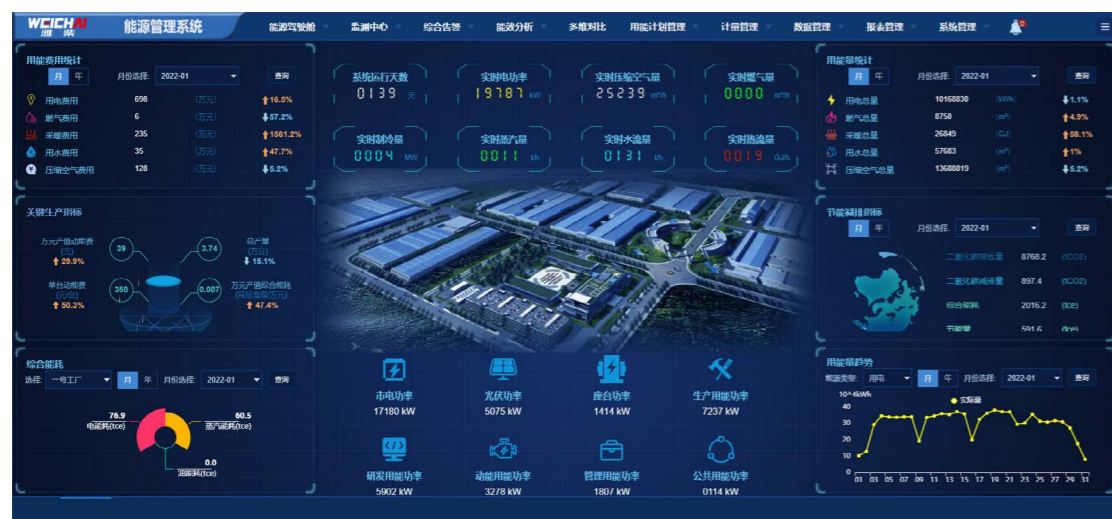 WEICHAI
潍 柴
能源管理系统
能源驾驶舱 监测中心 综合告警 能效分析 多维对比 用能计划管理 计量管理 数据管理 报表管理 系统管理
用能费用统计
月 年 月份选择: 2022-01 查询
用电费用 698 (万元) 16.5%
燃气费用 6 (万元) 57.2%
采暖费用 235 (万元) 1561.2%
用水费用 35 (万元) 47.7%
压缩空气费用 128 (万元) 5.2%
系统运行天数 实时电功率 实时压缩空气量 实时燃气量
0139 天 19787 kW 25239 m³/h 0000 m³/h
实时制冷量 实时蒸汽量 实时水流量 实时热流量
0004 MW 0011 t/h 0131 t/h 0019 GJ/h
用能量统计
月 年 月份选择: 2022-01 查询
用电总量 10168830 (kWh) 1.1%
燃气总量 8750 (m³) 4.9%
采暖总量 26849 (GJ) 58.1%
用水总量 57683 (m³) 1%
压缩空气总量 13688819 (m³) 5.2%
关键生产指标
万元产值动能费
(元)
29.9%
39
3.74
总产量
(万台)
15.1%
单台动能费
(元/台)
50.3%
350
0.007
万元产值综合能耗
47.4%
节能减排指标
月 年 月份选择: 2022-01 查询
二氧化碳排放量 8768.2 (tCO2)
二氧化碳减排量 897.4 (tCO2)
综合能耗 2016.2 (tce)
节能量 591.6 (tce)
综合能耗
选择: 一号工厂 月 年 月份选择: 2022-01 查询
76.9
电能耗(tce)
60.5
蒸汽能耗(tce)
0.0
油能耗(tce)
市电功率 光伏功率 座台功率 生产用能功率
17180 kW 5075 kW 1414 kW 7237 kW
研发用能功率 动能用能功率 管理用能功率 公共用能功率
5902 kW 3278 kW 1807 kW 0114 kW
用能量趋势
能源类型: 用电 月 年 月份选择: 2022-01 查询
10^4kWh
实际量
40
30
20
10
0
01 03 05 07 09 11 13 15 17 19 21 23 25 27 29 31